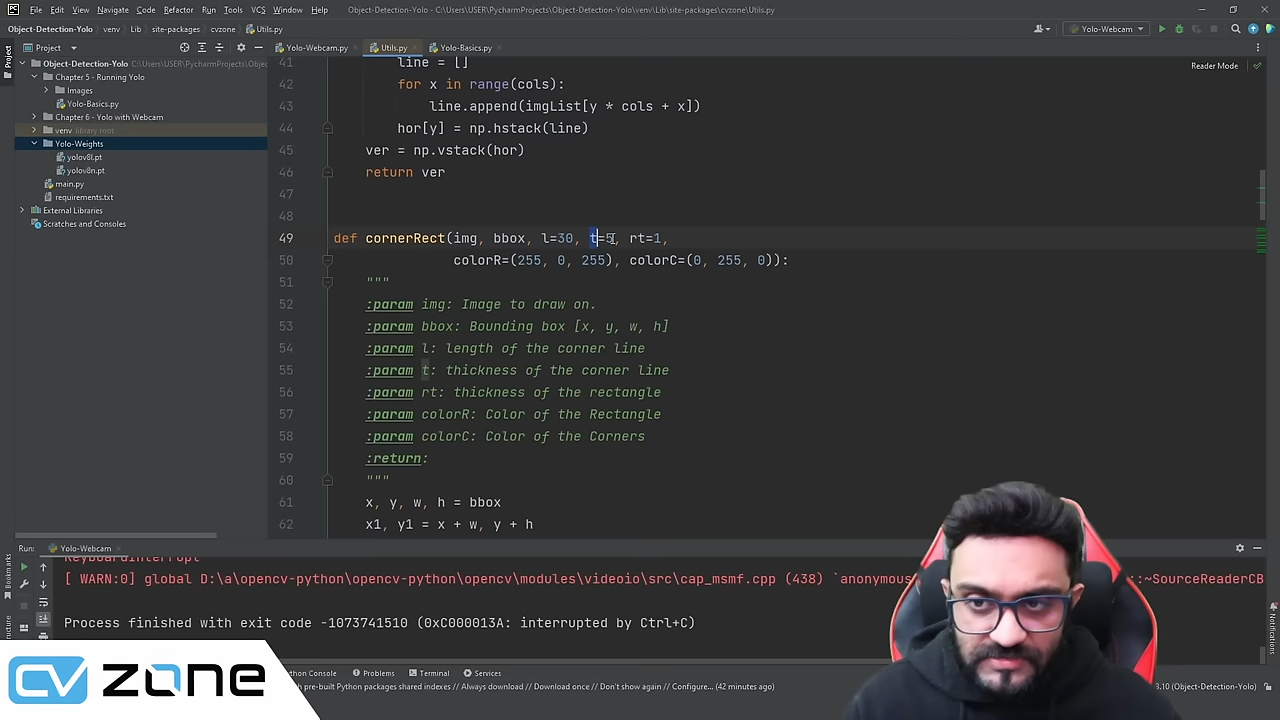 PC File Edit View Navigate Code Refactor Run Tools VCS Window Help Object-Detection-Yolo - C:\Users\USER\PycharmProjects\Object-Detection-Yolo\venv\Lib\site-packages\cvzone\Utils.py
Object-Detection-Yolo venv Lib site-packages cvzone Utils.py Yolo-Webcam
Project Yolo-Webcam.py Utils.py Yolo-Basics.py
Reader Mode
Project
Object-Detection-Yolo C:\Users\USER\PycharmProjects\Objec
Chapter 5 - Running Yolo
Images
Yolo-Basics.py
Chapter 6 - Yolo with Webcam
venv library root
Yolo-Weights
yolov8l.pt
yolov8n.pt
main.py
requirements.txt
External Libraries
Scratches and Consoles
41 line = []
42 for x in range(cols):
43 line.append(imgList[y * cols + x])
44 hor[y] = np.hstack(line)
45 ver = np.vstack(hor)
46 return ver
47
48
49 def cornerRect(img, bbox, l=30, t=5, rt=1,
50 colorR=(255, 0, 255), colorC=(0, 255, 0)):
51 """
52 :param img: Image to draw on.
53 :param bbox: Bounding box [x, y, w, h]
54 :param l: length of the corner line
55 :param t: thickness of the corner line
56 :param rt: thickness of the rectangle
57 :param colorR: Color of the Rectangle
58 :param colorC: Color of the Corners
59 :return:
60 """
61 x, y, w, h = bbox
62 x1, y1 = x + w, y + h
Run: Yolo-Webcam
KeyboardInterrupt
[ WARN:0] global D:\a\opencv-python\opencv-python\opencv\modules\videoio\src\cap_msmf.cpp (438) `anonymous ::~SourceReaderCB
Process finished with exit code -1073741510 (0xC000013A: interrupted by Ctrl+C)
Bookmarks
Notifications
Python Console Problems Terminal Services
pre-built Python packages shared indexes // Always download // Download once // Don't show again // Configure... (42 minutes ago) 3.10 (Object-Detection-Yolo)
CV ZONE